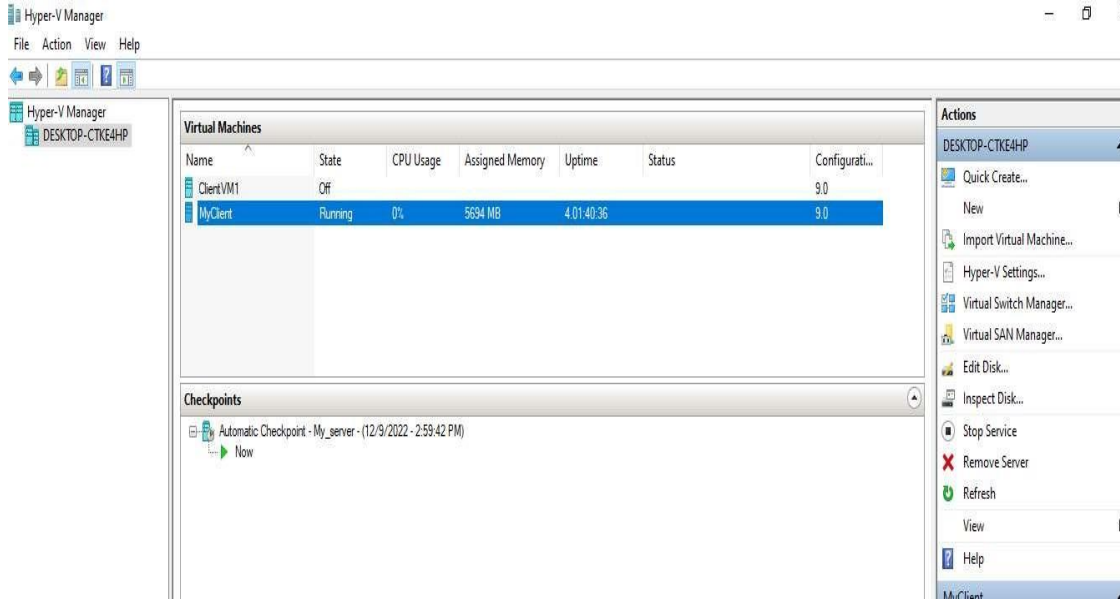 Hyper-V Manager
File Action View Help
Hyper-V Manager
DESKTOP-CTKE4HP
Virtual Machines
Name State CPU Usage Assigned Memory Uptime Status Configurati...
ClientVM1 Off 9.0
MyClient Running 0% 5694 MB 4.01:40:36 9.0
Checkpoints
Automatic Checkpoint - My_server - (12/9/2022 - 2:59:42 PM)
Now
Actions
DESKTOP-CTKE4HP
Quick Create...
New
Import Virtual Machine...
Hyper-V Settings...
Virtual Switch Manager...
Virtual SAN Manager...
Edit Disk...
Inspect Disk...
Stop Service
Remove Server
Refresh
View
Help
MyClient